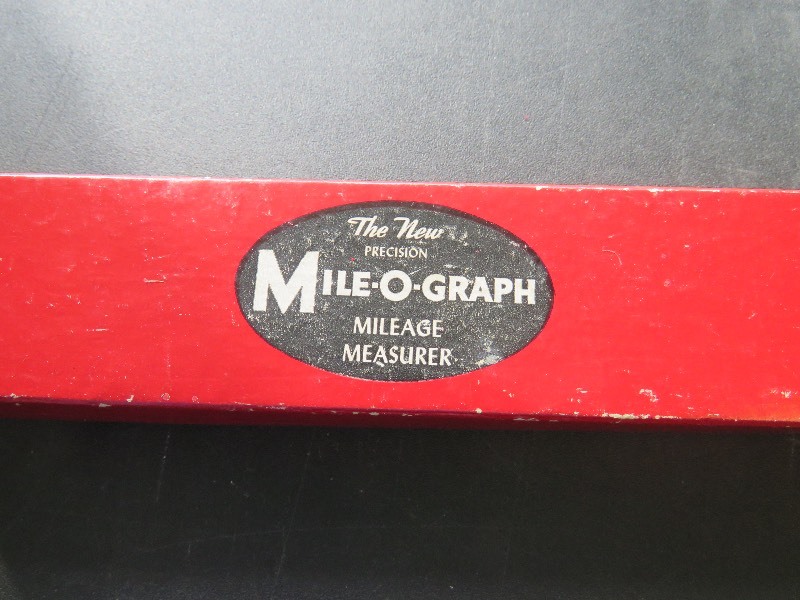 The New
PRECISION
MILE-O-GRAPH
MILEAGE
MEASURER